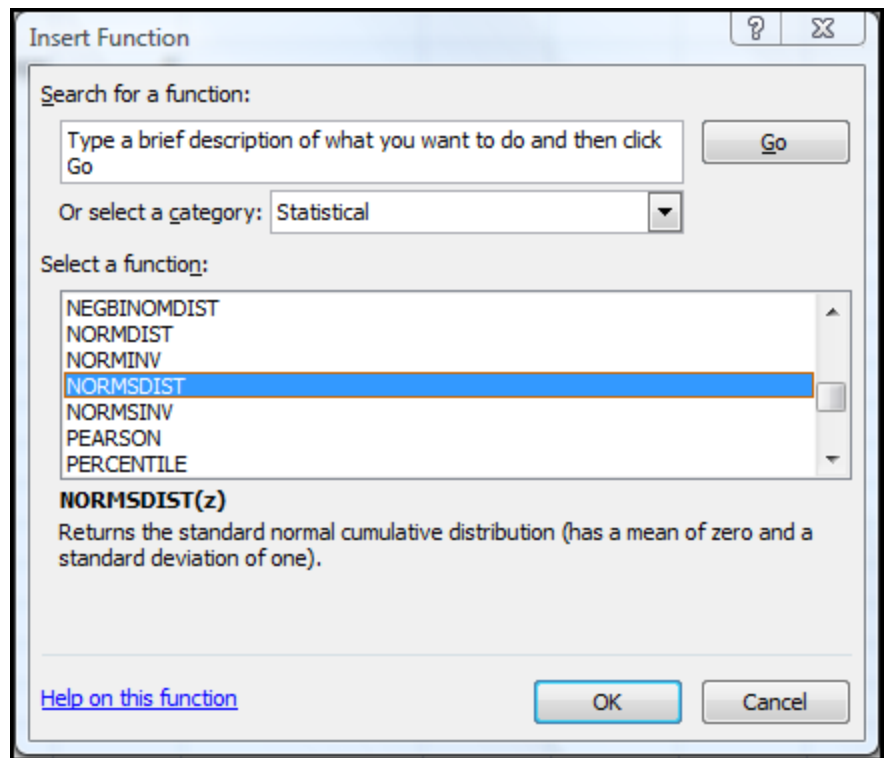 Insert Function
?
Search for a function:
Type a brief description of what you want to do and then click
Go
Go
Or select a category: Statistical
Select a function:
NEGBINOMDIST
NORMDIST
NORMINV
NORMSDIST
NORMSINV
PEARSON
PERCENTILE
NORMSDIST(z)
Returns the standard normal cumulative distribution (has a mean of zero and a
standard deviation of one).
Help on this function
OK
Cancel